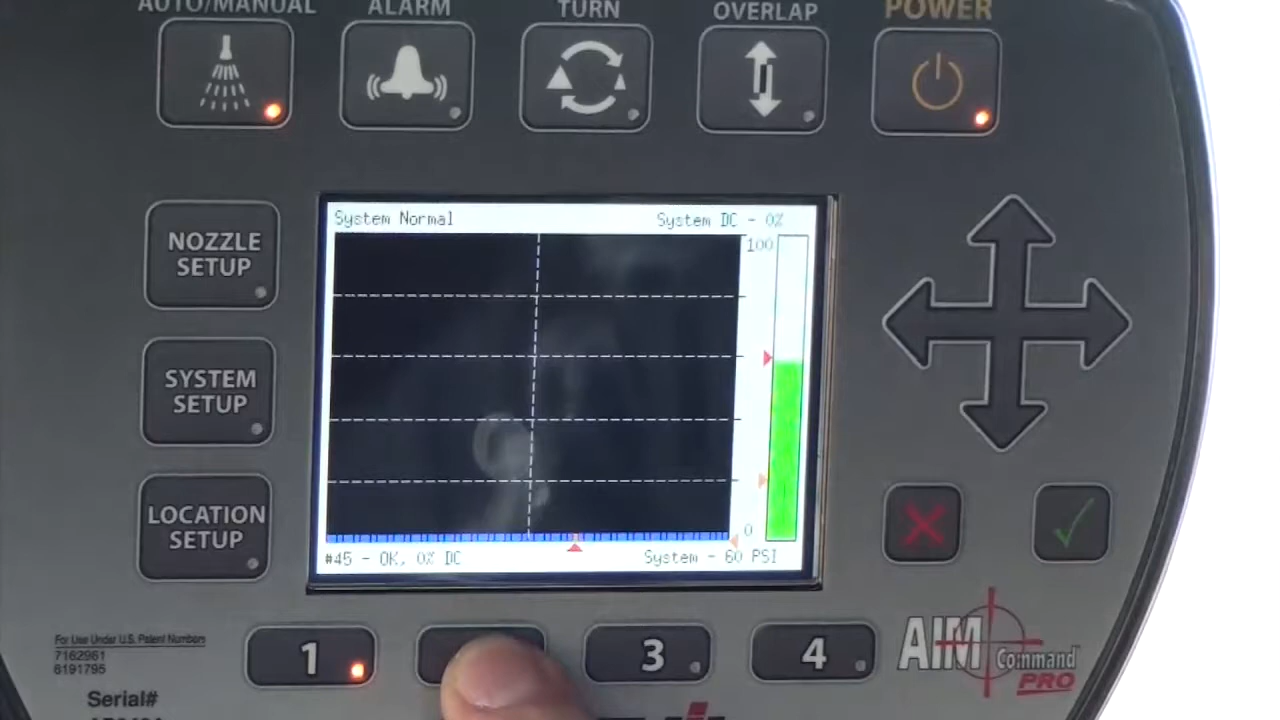 AUTO/MANUAL
ALARM
TURN
OVERLAP
POWER
NOZZLE
SETUP
SYSTEM
SETUP
LOCATION
SETUP
System Normal
System DC - 0%
100
0
#45 - OK, 0% DC
System - 60 PSI
1
3
4
For Use Under U.S. Patent Numbers
7162961
6191795
Serial#
AIM
Command
PRO